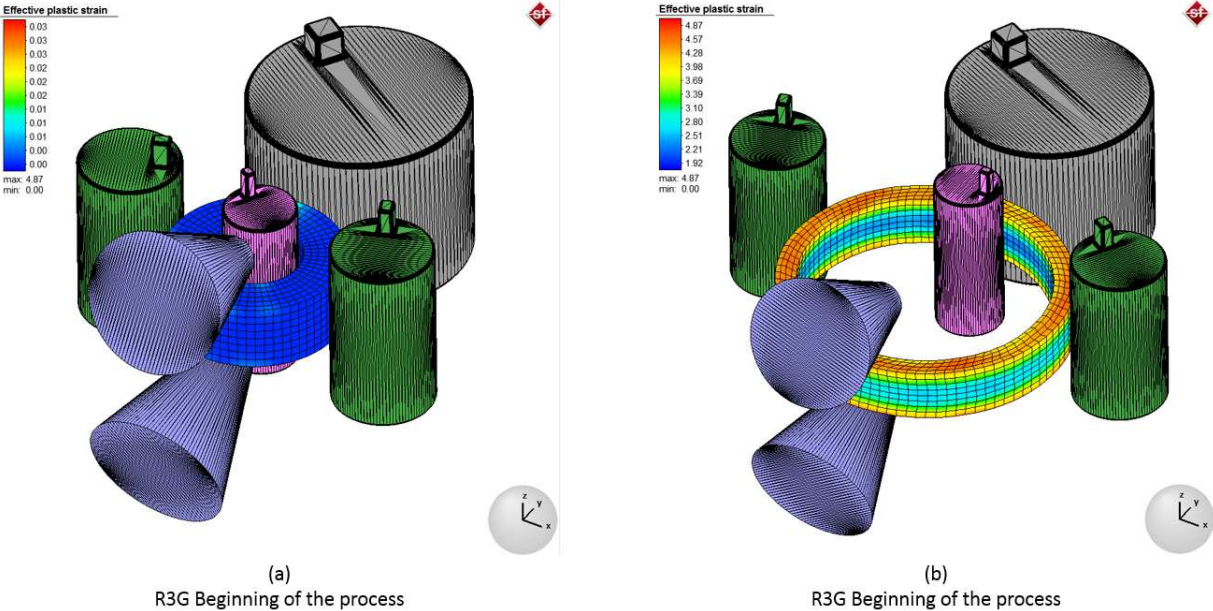 Effective plastic strain
0.03
0.03
0.03
0.02
0.02
0.02
0.01
0.01
0.01
0.00
0.00
max: 4.87
min: 0.00
sf
z
y
x
(a)
R3G Beginning of the process
Effective plastic strain
4.87
4.57
4.28
3.98
3.69
3.39
3.10
2.80
2.51
2.21
1.92
max: 4.87
min: 0.00
sf
z
y
x
(b)
R3G Beginning of the process